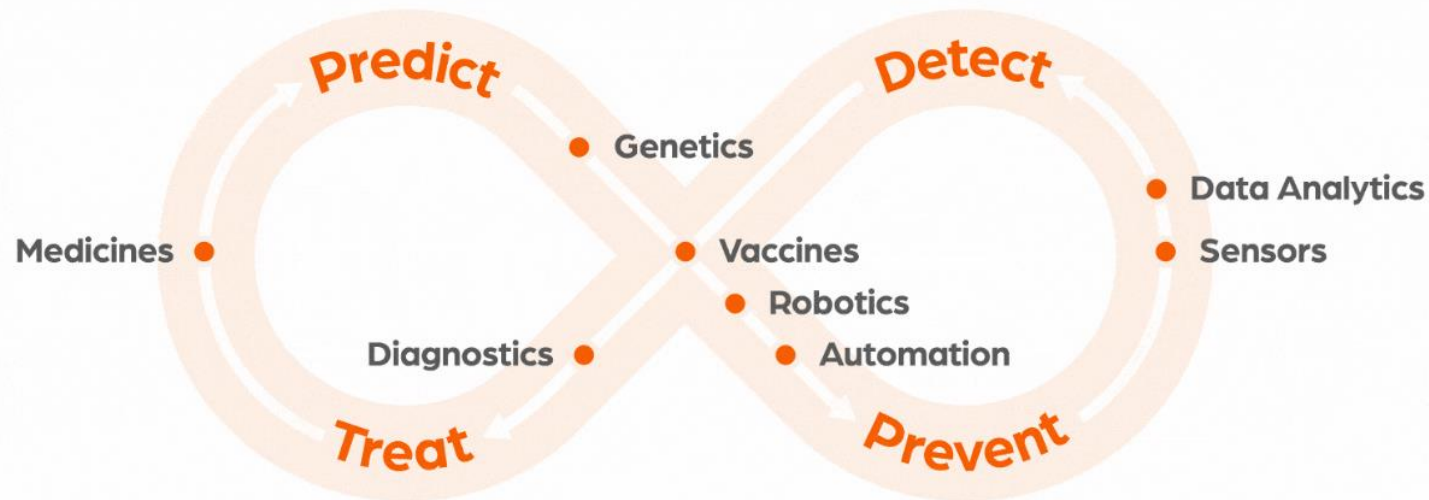 Predict
Detect
Genetics
Data Analytics
Medicines
Vaccines
Sensors
Robotics
Diagnostics
Automation
Treat
Prevent